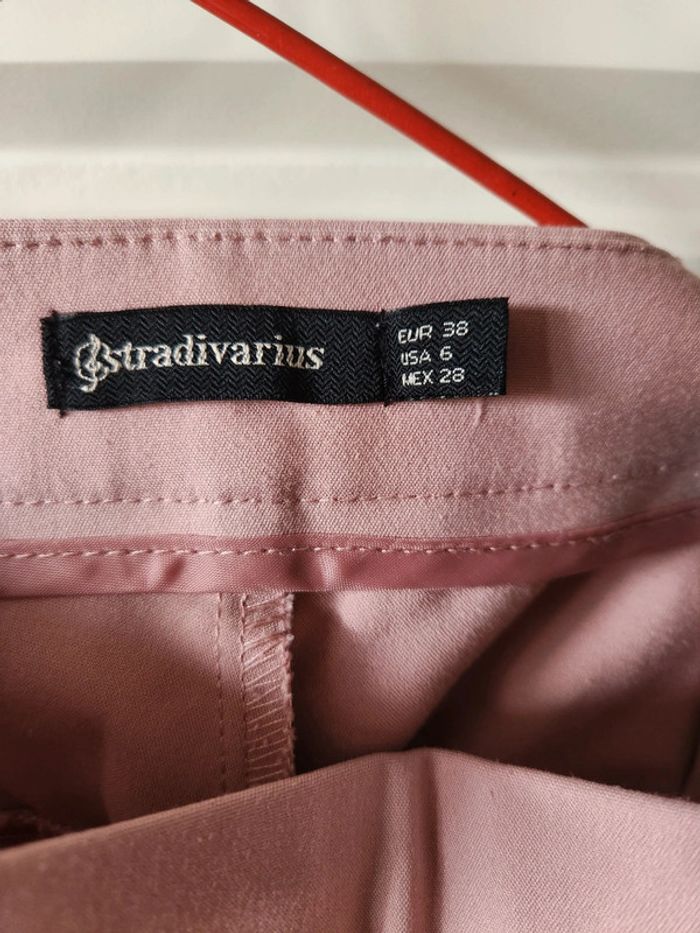 stradivarius
EUR 38
USA 6
MEX 28